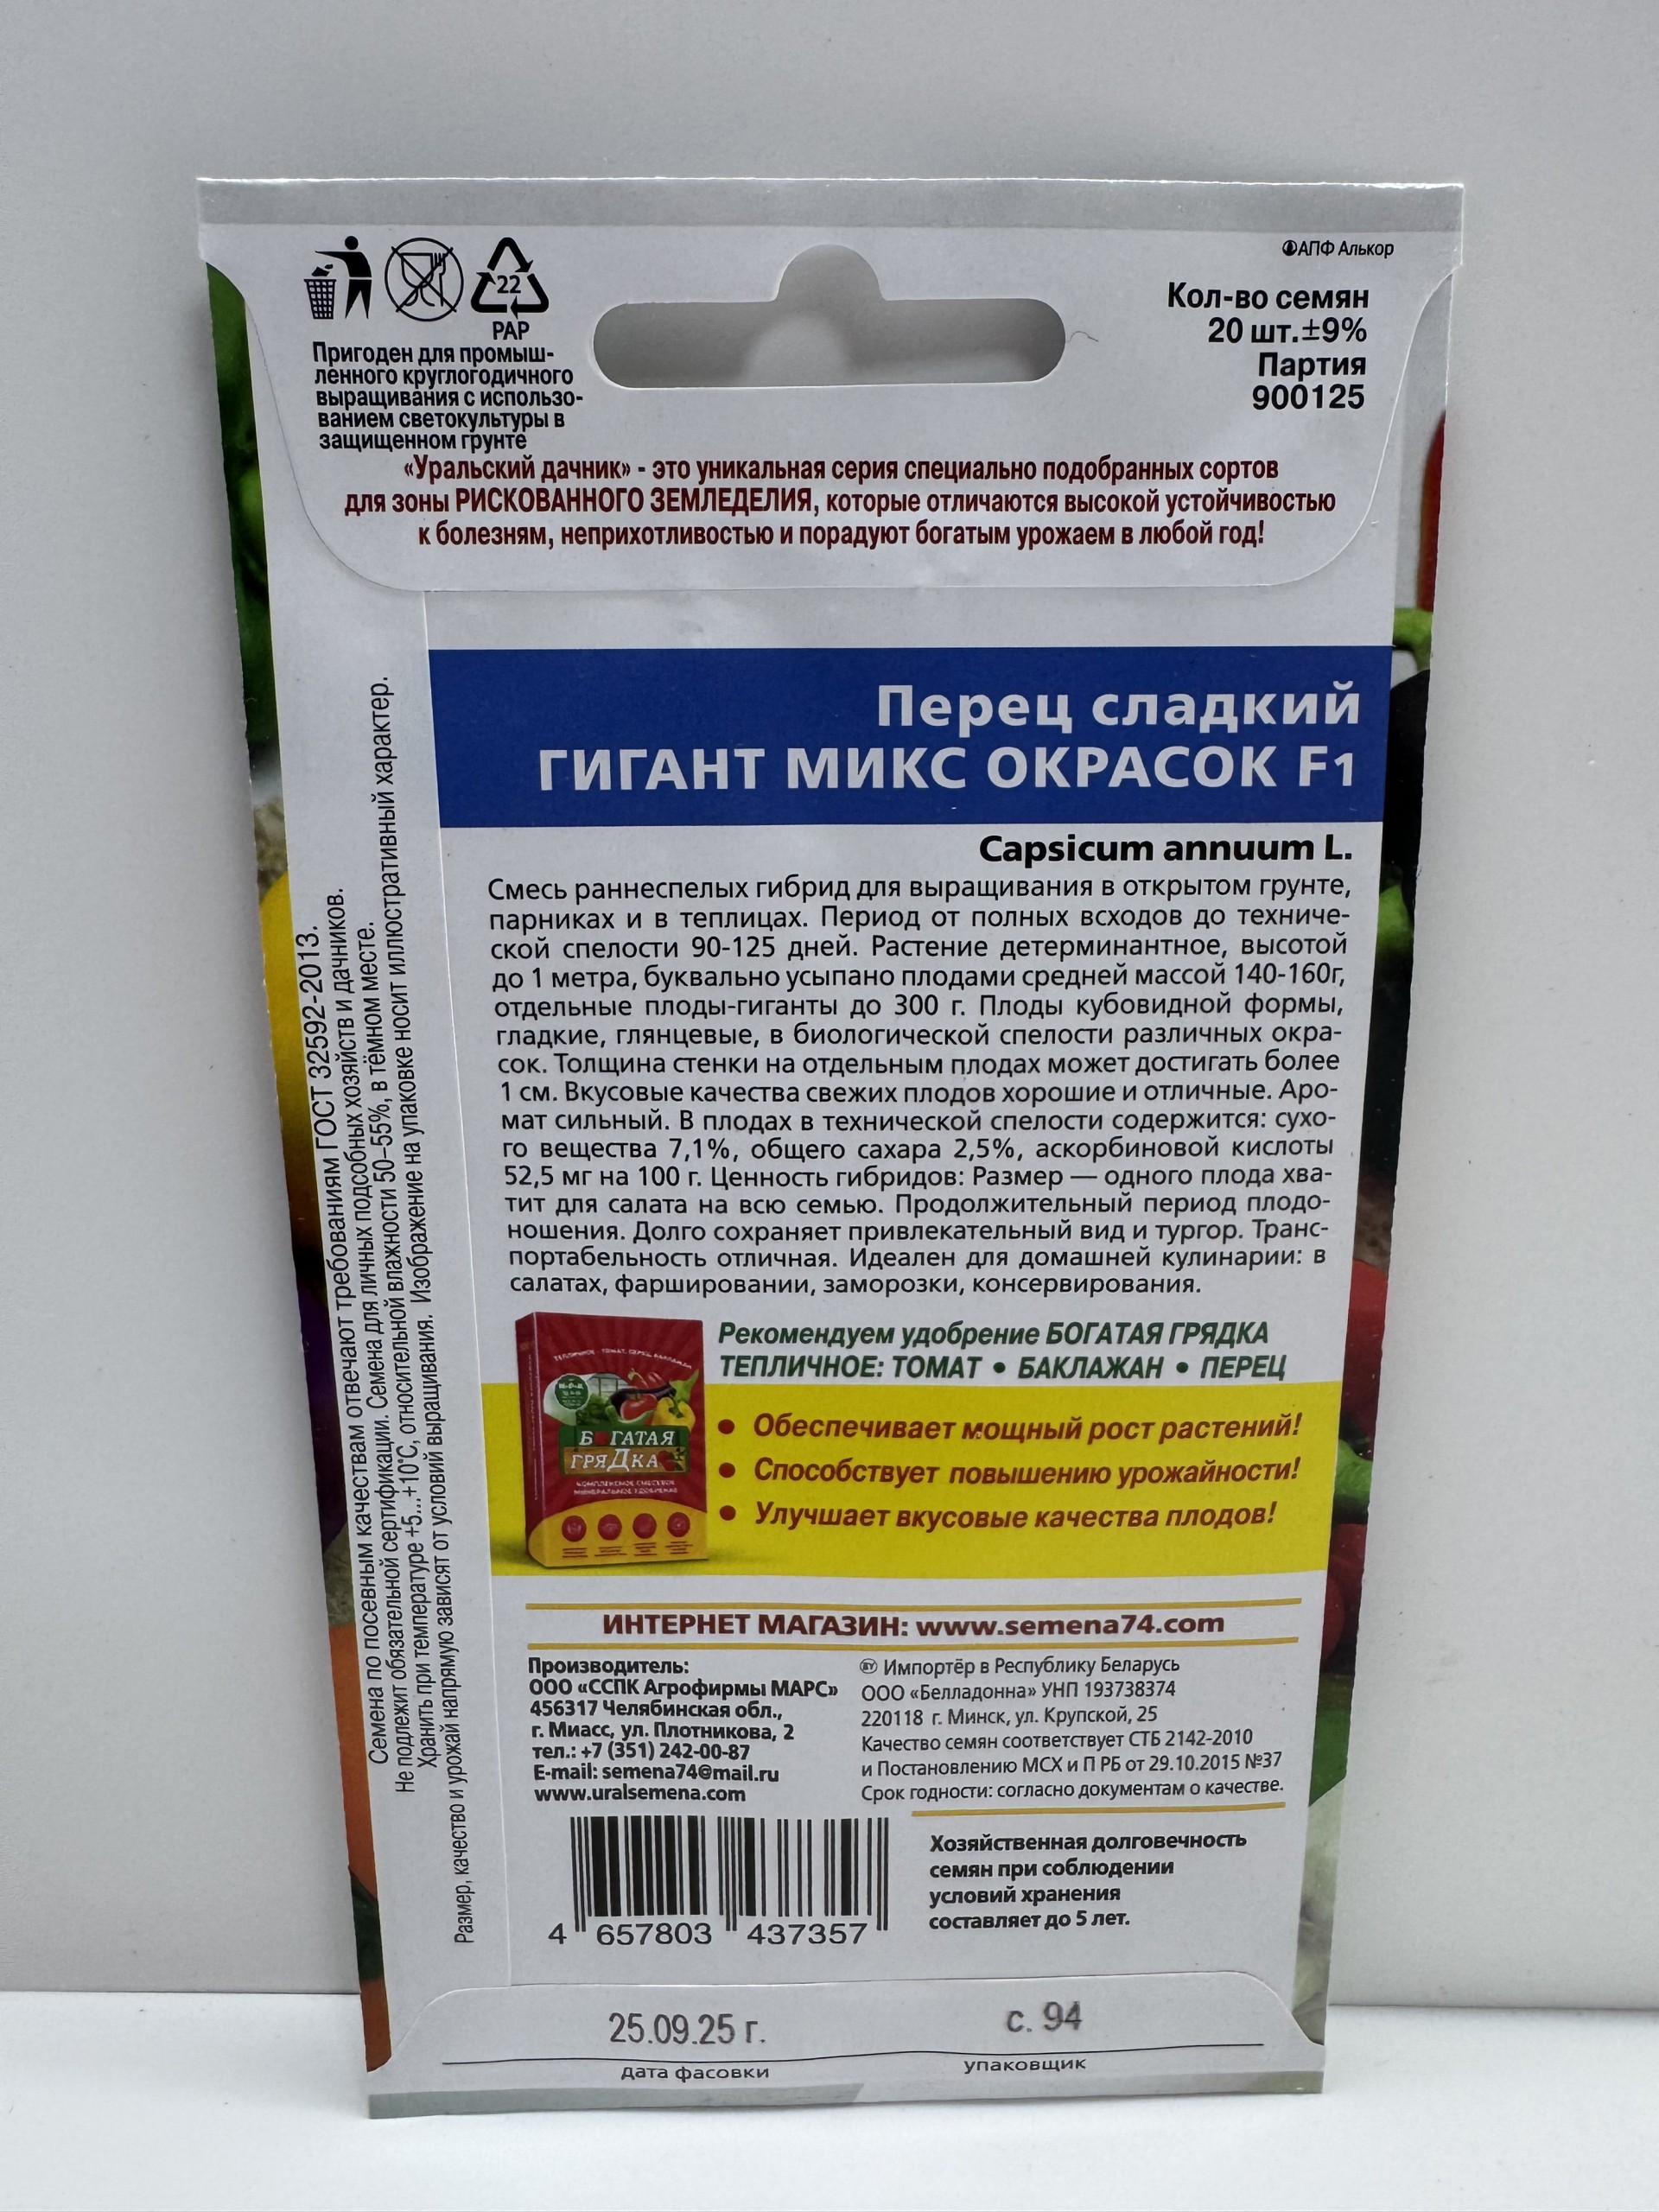 АПФ Алькор
22
PAP
Кол-во семян
20 шт.±9%
Партия
900125
Пригоден для промыш-
ленного круглогодичного
выращивания с использо-
ванием светокультуры в
защищенном грунте
«Уральский дачник» - это уникальная серия специально подобранных сортов
для зоны РИСКОВАННОГО ЗЕМЛЕДЕЛИЯ, которые отличаются высокой устойчивостью
к болезням, неприхотливостью и порадуют богатым урожаем в любой год!
Семена по посевным качествам отвечают требованиям ГОСТ 32592-2013.
Не подлежит обязательной сертификации. Семена для личных подсобных хозяйств и дачников.
Хранить при температуре +5...+10°С, относительной влажности 50–55%, в тёмном месте.
Размер, качество и урожай напрямую зависят от условий выращивания. Изображение на упаковке носит иллюстративный характер.
Перец сладкий
ГИГАНТ МИКС ОКРАСОК F1
Capsicum annuum L.
Смесь раннеспелых гибрид для выращивания в открытом грунте,
парниках и в теплицах. Период от полных всходов до техниче-
ской спелости 90-125 дней. Растение детерминантное, высотой
до 1 метра, буквально усыпано плодами средней массой 140-160г,
отдельные плоды-гиганты до 300 г. Плоды кубовидной формы,
гладкие, глянцевые, в биологической спелости различных окра-
сок. Толщина стенки на отдельным плодах может достигать более
1 см. Вкусовые качества свежих плодов хорошие и отличные. Аро-
мат сильный. В плодах в технической спелости содержится: сухо-
го вещества 7,1%, общего сахара 2,5%, аскорбиновой кислоты
52,5 мг на 100 г. Ценность гибридов: Размер — одного плода хва-
тит для салата на всю семью. Продолжительный период плодо-
ношения. Долго сохраняет привлекательный вид и тургор. Транс-
портабельность отличная. Идеален для домашней кулинарии: в
салатах, фаршировании, заморозки, консервирования.
Рекомендуем удобрение БОГАТАЯ ГРЯДКА
ТЕПЛИЧНОЕ: ТОМАТ • БАКЛАЖАН • ПЕРЕЦ
• Обеспечивает мощный рост растений!
• Способствует повышению урожайности!
• Улучшает вкусовые качества плодов!
ТЕПЛИЧНОЕ - ТОМАТ, ПЕРЕЦ, БАКЛАЖАН
N-P-K
БОГАТАЯ
ГРЯДКА
КОМПЛЕКСНОЕ СМЕСЕВОЕ
МИНЕРАЛЬНОЕ УДОБРЕНИЕ
ИНТЕРНЕТ МАГАЗИН: www.semena74.com
Производитель:
ООО «ССПК Агрофирмы МАРС»
456317 Челябинская обл.,
г. Миасс, ул. Плотникова, 2
тел.: +7 (351) 242-00-87
E-mail: semena74@mail.ru
www.uralsemena.com
BY Импортёр в Республику Беларусь
ООО «Белладонна» УНП 193738374
220118 г. Минск, ул. Крупской, 25
Качество семян соответствует СТБ 2142-2010
и Постановлению МСХ и П РБ от 29.10.2015 №37
Срок годности: согласно документам о качестве.
Хозяйственная долговечность
семян при соблюдении
условий хранения
составляет до 5 лет.
4 657803 437357
25.09.25 г.
дата фасовки
с. 94
упаковщик